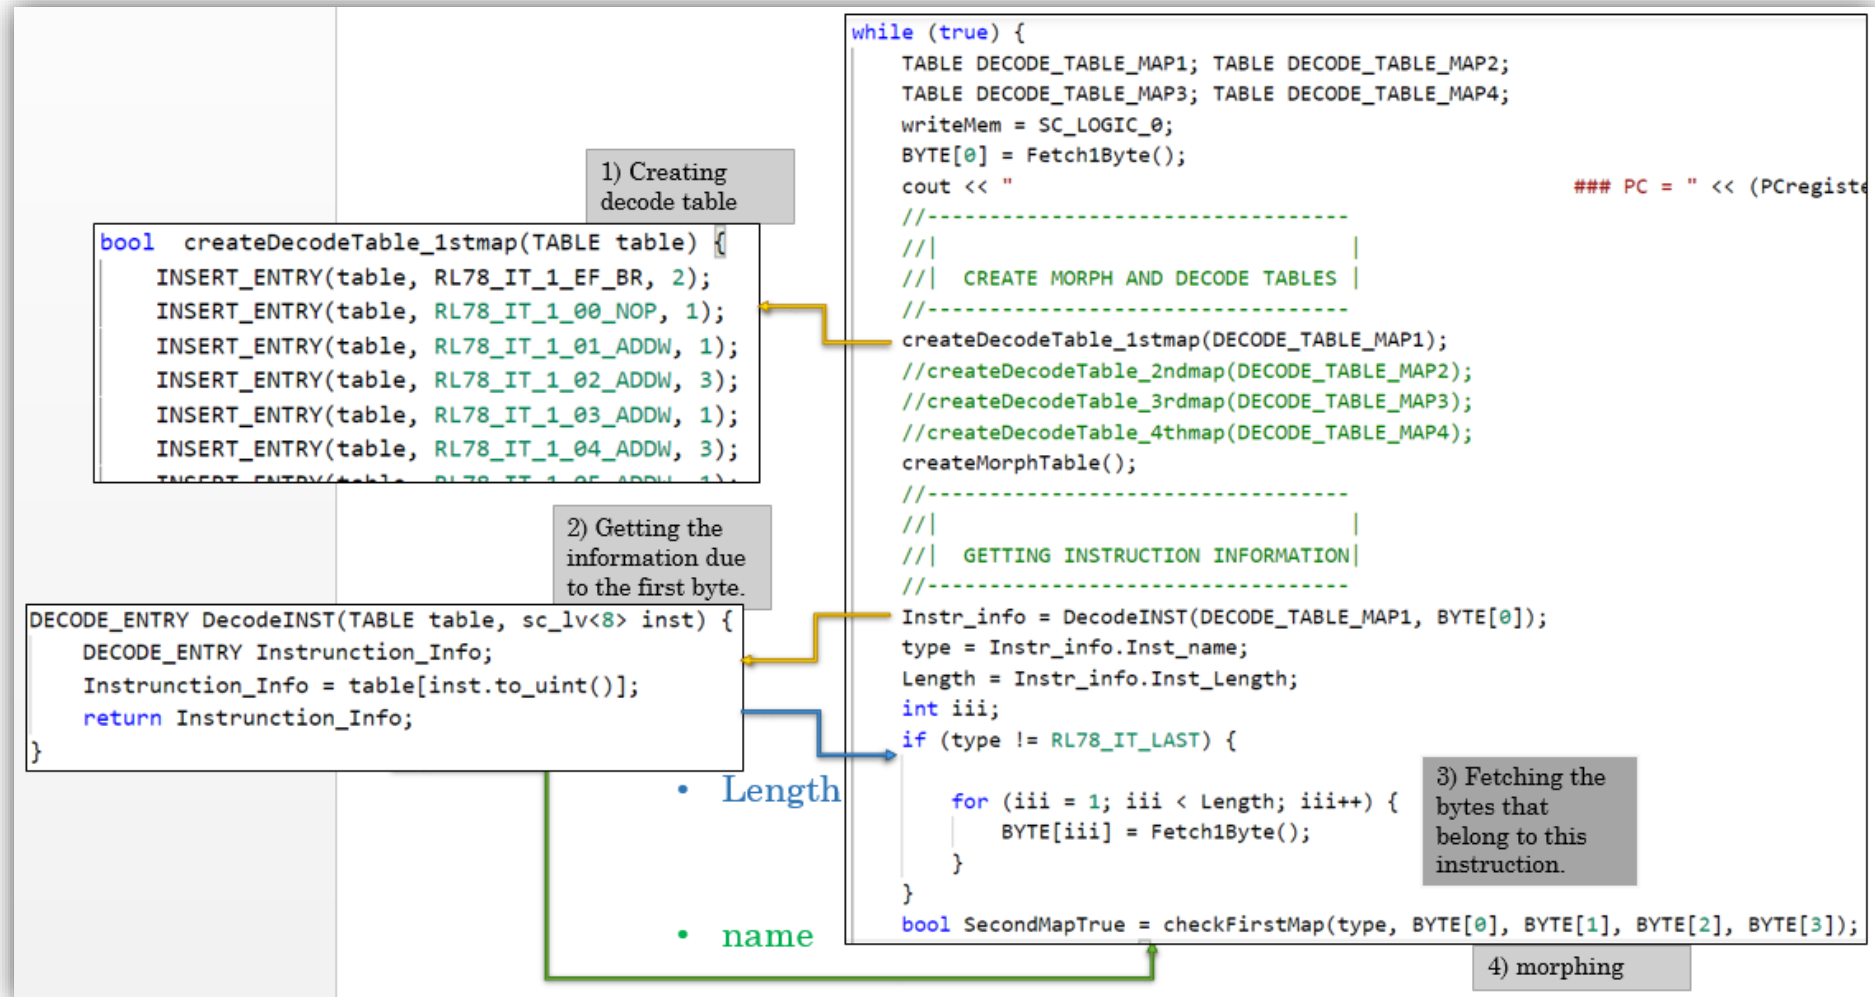 while (true) {
TABLE DECODE_TABLE_MAP1; TABLE DECODE_TABLE_MAP2;
TABLE DECODE_TABLE_MAP3; TABLE DECODE_TABLE_MAP4;
writeMem = SC_LOGIC_0;
BYTE[0] = Fetch1Byte();
cout << " ### PC = " << (PCregiste
//----------------------------------
//| |
//| CREATE MORPH AND DECODE TABLES |
//----------------------------------
createDecodeTable_1stmap(DECODE_TABLE_MAP1);
//createDecodeTable_2ndmap(DECODE_TABLE_MAP2);
//createDecodeTable_3rdmap(DECODE_TABLE_MAP3);
//createDecodeTable_4thmap(DECODE_TABLE_MAP4);
createMorphTable();
//----------------------------------
//| |
//| GETTING INSTRUCTION INFORMATION|
//----------------------------------
Instr_info = DecodeINST(DECODE_TABLE_MAP1, BYTE[0]);
type = Instr_info.Inst_name;
Length = Instr_info.Inst_Length;
int iii;
if (type != RL78_IT_LAST) {
for (iii = 1; iii < Length; iii++) {
BYTE[iii] = Fetch1Byte();
}
}
bool SecondMapTrue = checkFirstMap(type, BYTE[0], BYTE[1], BYTE[2], BYTE[3]);
1) Creating
decode table
bool createDecodeTable_1stmap(TABLE table) {
INSERT_ENTRY(table, RL78_IT_1_EF_BR, 2);
INSERT_ENTRY(table, RL78_IT_1_00_NOP, 1);
INSERT_ENTRY(table, RL78_IT_1_01_ADDW, 1);
INSERT_ENTRY(table, RL78_IT_1_02_ADDW, 3);
INSERT_ENTRY(table, RL78_IT_1_03_ADDW, 1);
INSERT_ENTRY(table, RL78_IT_1_04_ADDW, 3);
INSERT_ENTRY(table, RL78_IT_1_05_ADDW, 1);
2) Getting the
information due
to the first byte.
DECODE_ENTRY DecodeINST(TABLE table, sc_lv<8> inst) {
DECODE_ENTRY Instrunction_Info;
Instrunction_Info = table[inst.to_uint()];
return Instrunction_Info;
}
• Length
• name
3) Fetching the
bytes that
belong to this
instruction.
4) morphing